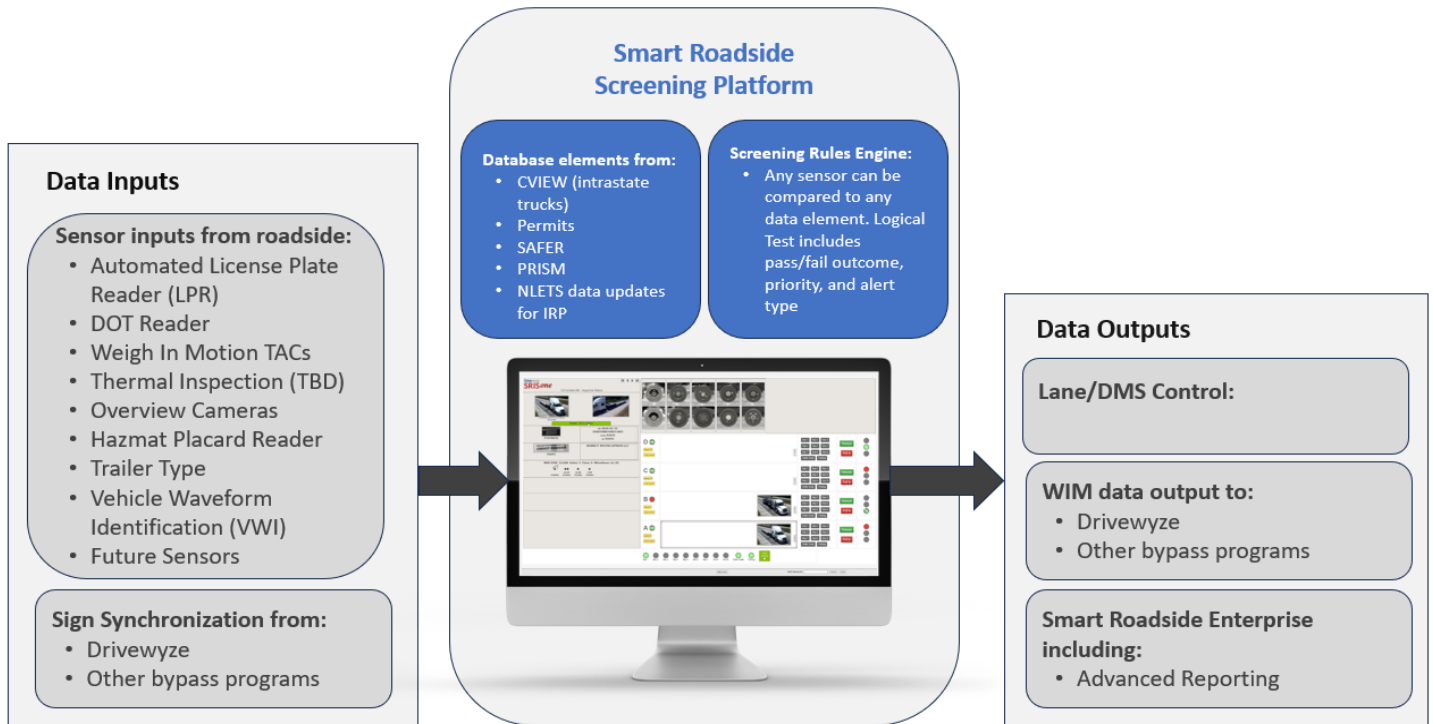 Smart Roadside
Screening Platform
Data Inputs
Sensor inputs from roadside:
• Automated License Plate
Reader (LPR)
• DOT Reader
• Weigh In Motion TACs
• Thermal Inspection (TBD)
• Overview Cameras
• Hazmat Placard Reader
• Trailer Type
• Vehicle Waveform
Identification (VWI)
• Future Sensors
Sign Synchronization from:
• Drivewyze
• Other bypass programs
Database elements from:
• CVIEW (intrastate
trucks)
• Permits
• SAFER
• PRISM
• NLETS data updates
for IRP
Screening Rules Engine:
• Any sensor can be
compared to any
data element. Logical
Test includes
pass/fail outcome,
priority, and alert
type
D
C
B
A
Data Outputs
Lane/DMS Control:
WIM data output to:
• Drivewyze
• Other bypass programs
Smart Roadside Enterprise
including:
• Advanced Reporting